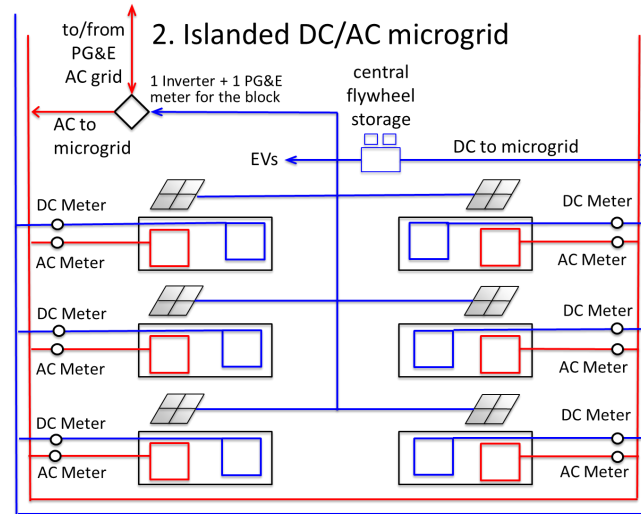 to/from
PG&E
AC grid
2. Islanded DC/AC microgrid
1 Inverter + 1 PG&E
meter for the block
central
flywheel
storage
AC to
microgrid
EVs
DC to microgrid
DC Meter
AC Meter
DC Meter
AC Meter
DC Meter
AC Meter
DC Meter
AC Meter
DC Meter
AC Meter
DC Meter
AC Meter